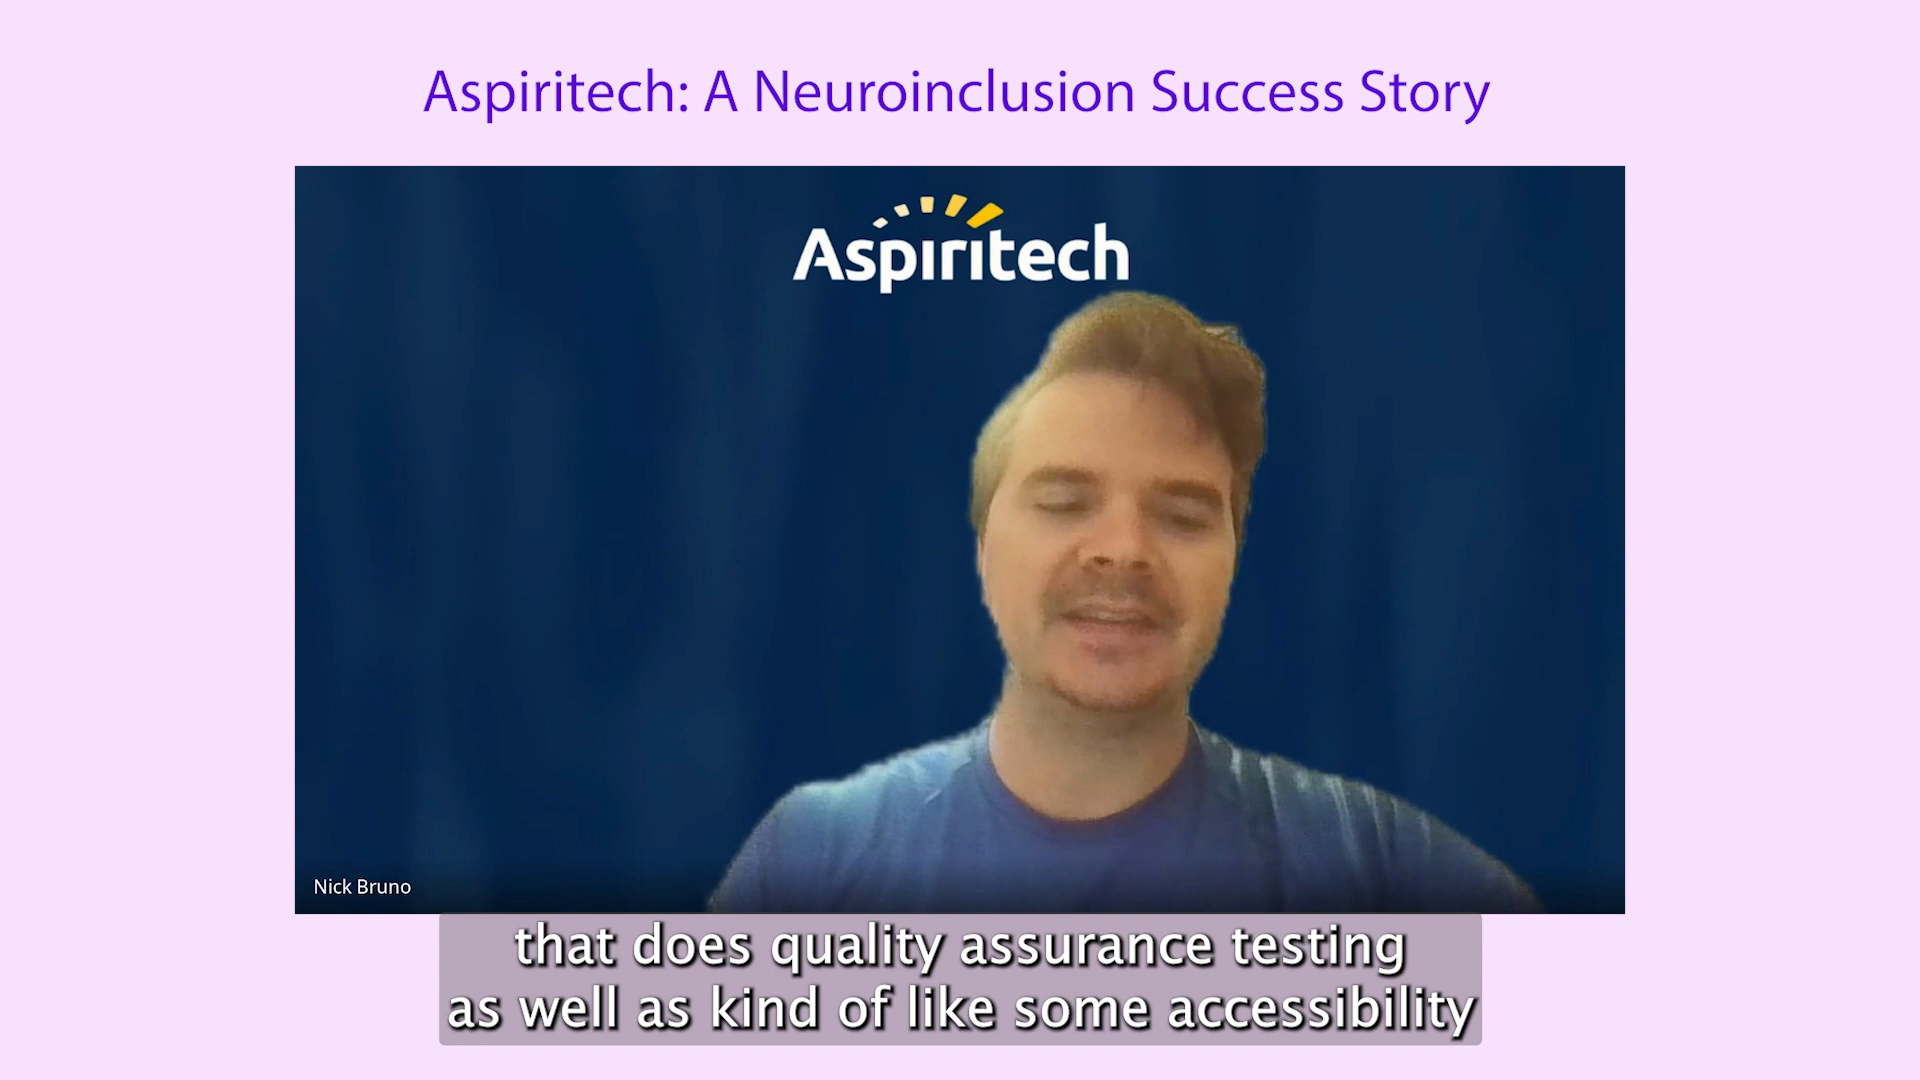 Aspiritech: A Neuroinclusion Success Story
Aspiritech
Nick Bruno
that does quality assurance testing
as well as kind of like some accessibility